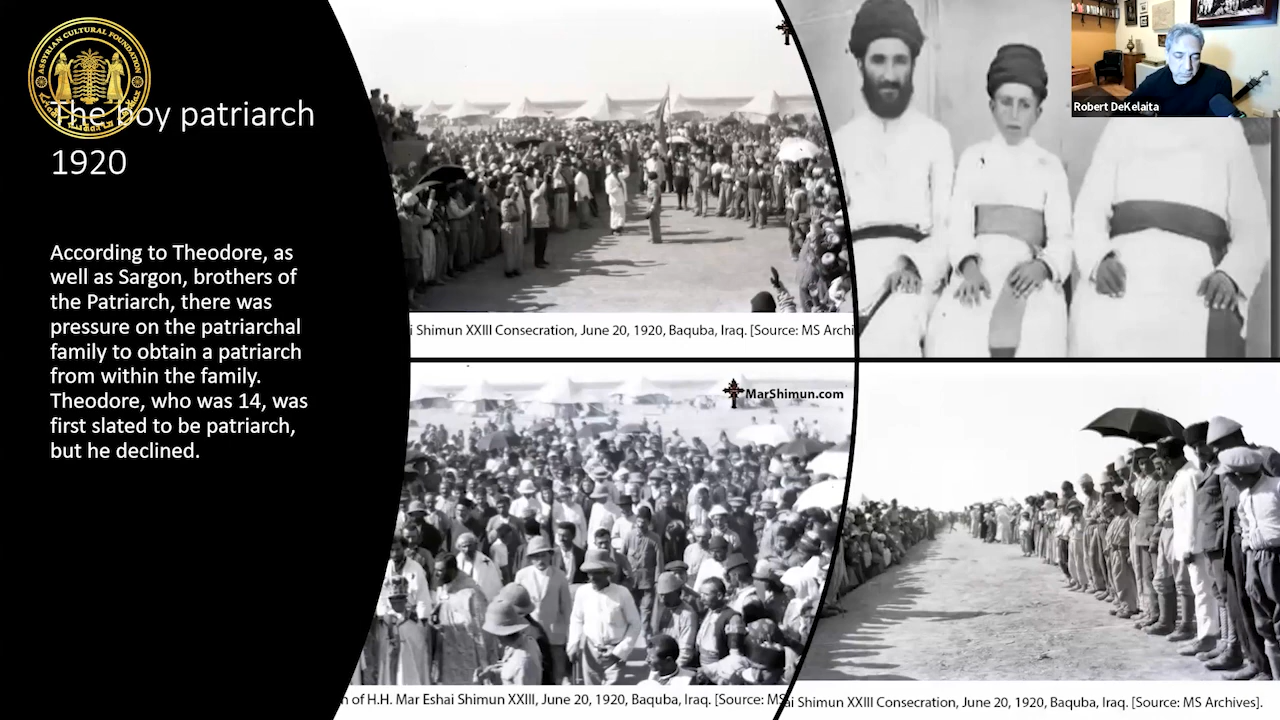 ASSYRIAN CULTURAL FOUNDATION
The boy patriarch
1920
According to Theodore, as
well as Sargon, brothers of
the Patriarch, there was
pressure on the patriarchal
family to obtain a patriarch
from within the family.
Theodore, who was 14, was
first slated to be patriarch,
but he declined.
i Shimun XXIII Consecration, June 20, 1920, Baquba, Iraq. [Source: MS Archi
Robert DeKelaita
MarShimun.com
n of H.H. Mar Eshai Shimun XXIII, June 20, 1920, Baquba, Iraq. [Source: MS
ai Shimun XXIII Consecration, June 20, 1920, Baquba, Iraq. [Source: MS Archives].